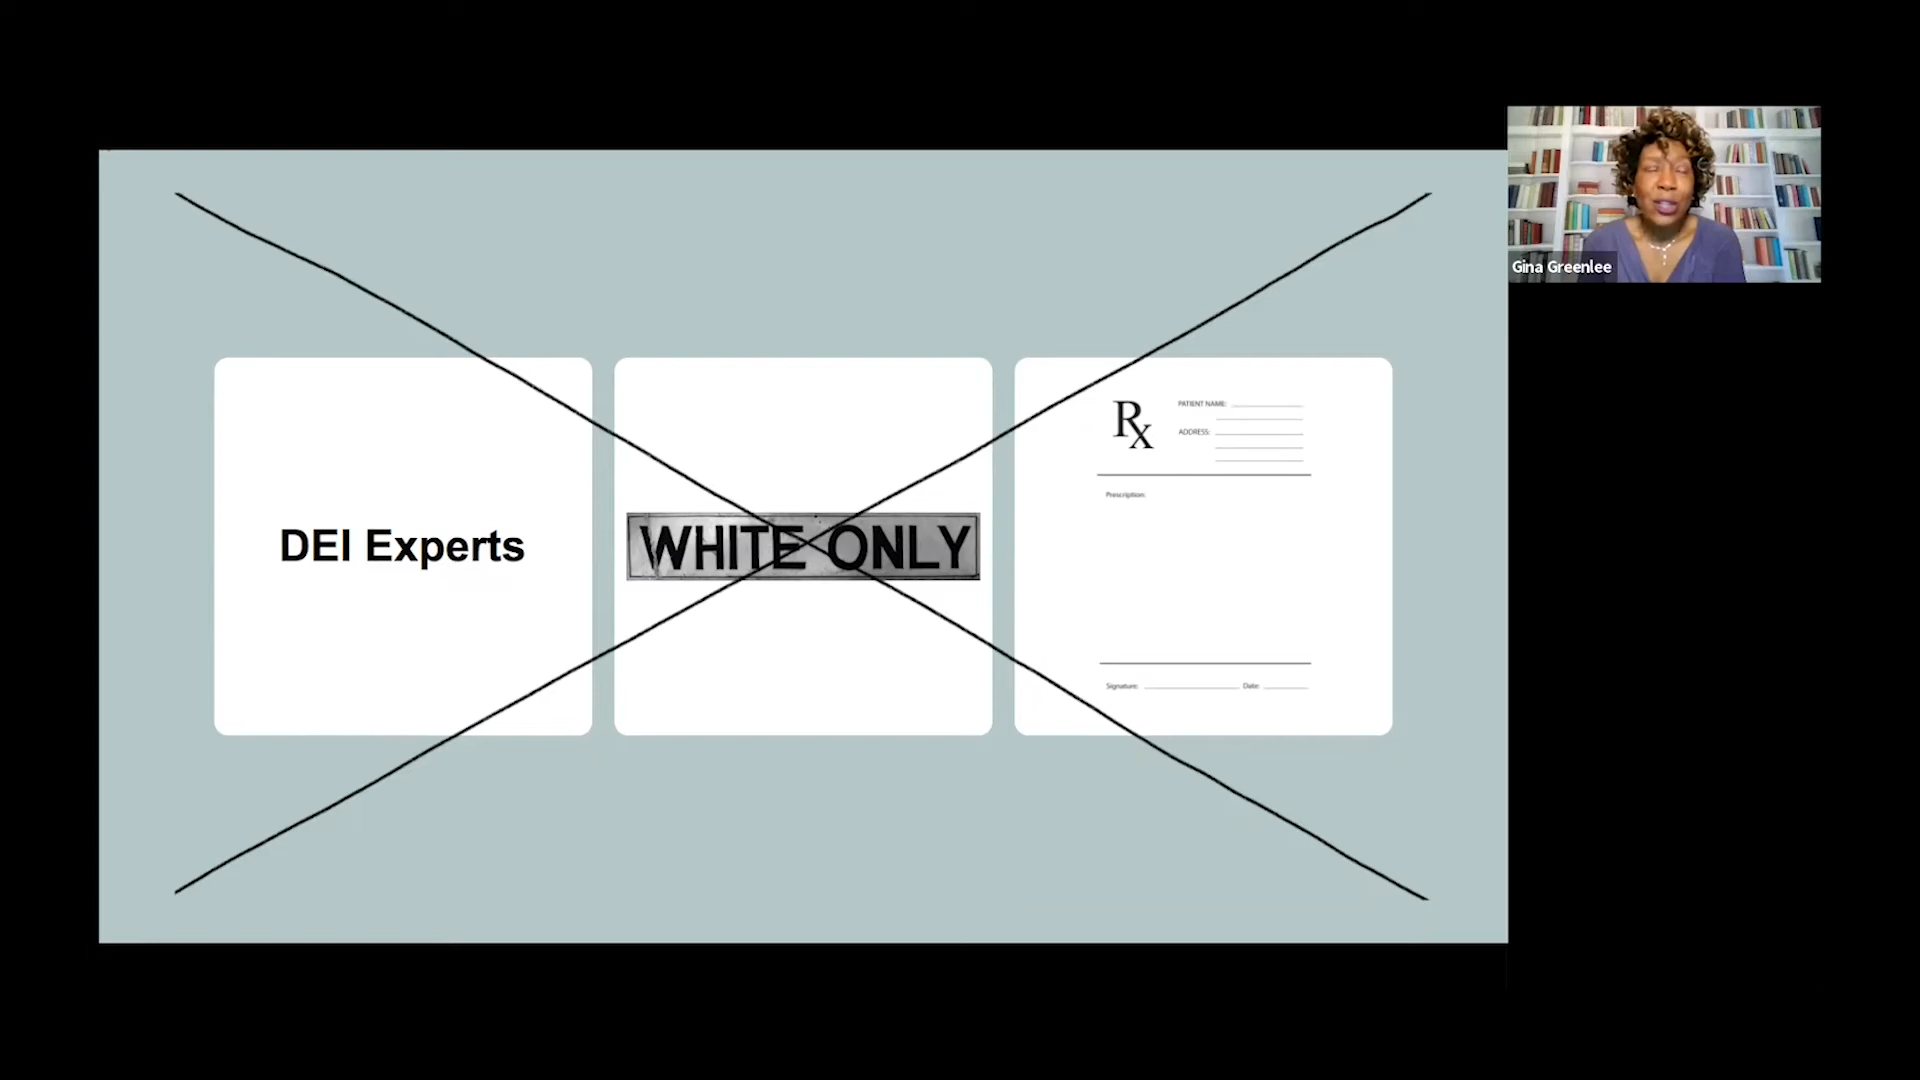 DEI Experts
WHITE ONLY
Rx
PATIENT NAME:
ADDRESS:
Prescription:
Signature:
Date:
Gina Greenlee